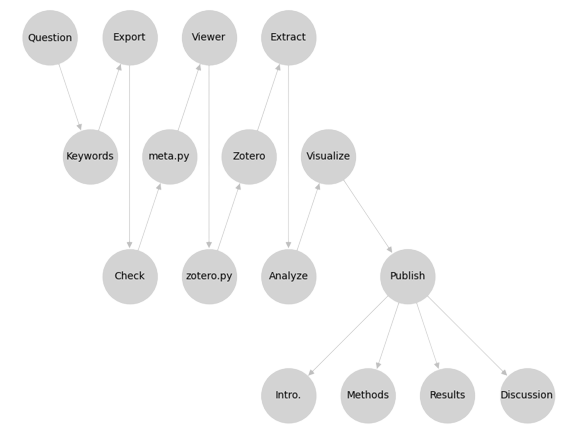 Question
Export
Viewer
Extract
Keywords
meta.py
Zotero
Visualize
Check
zotero.py
Analyze
Publish
Intro.
Methods
Results
Discussion